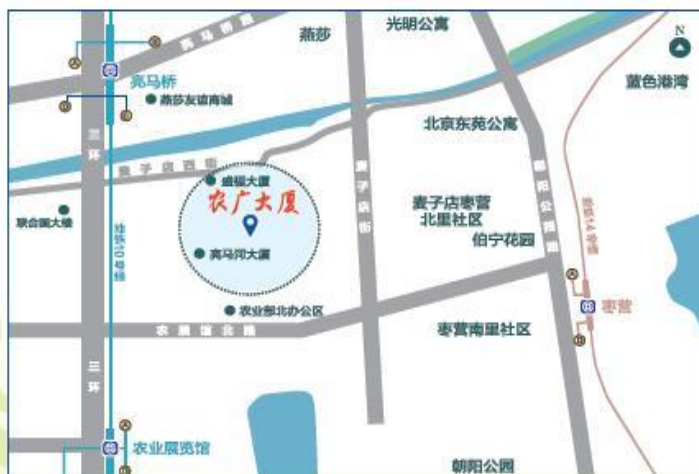 燕莎
光明公寓
N
亮马桥路
蓝色港湾
亮马桥
燕莎友谊商城
三环
北京东苑公寓
麦子店西街
盛福大厦
农广大厦
麦子店街
朝阳公园路
麦子店枣营
北里社区
联合国大楼
地铁10号线
地铁14号线
伯宁花园
亮马河大厦
农业部北办公区
枣营
农展馆北路
枣营南里社区
三环
农业展览馆
朝阳公园